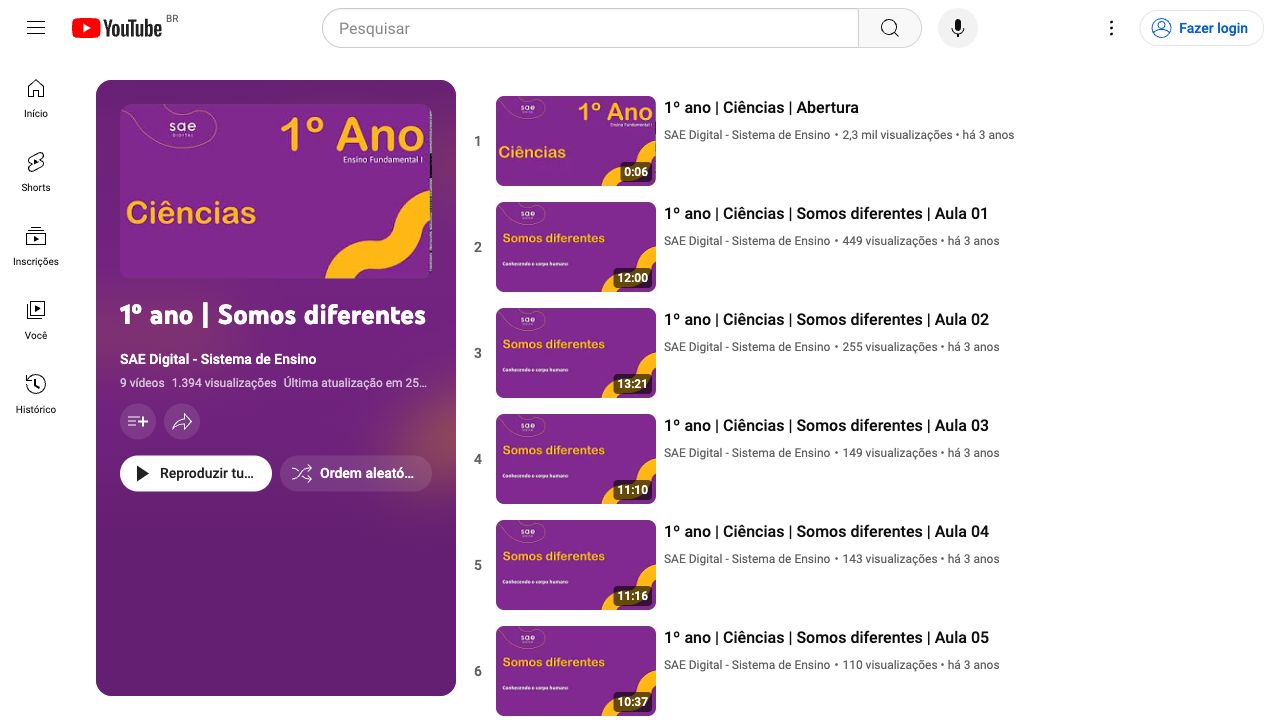 YouTube BR
Pesquisar
Fazer login
Início
Shorts
Inscrições
Você
Histórico
sae
DIGITAL
1º Ano
Ensino Fundamental I
Ciências
1º ano | Somos diferentes
SAE Digital - Sistema de Ensino
9 vídeos 1.394 visualizações Última atualização em 25...
Reproduzir tu...
Ordem aleató...
1
sae
1º Ano
Ensino Fundamental I
Ciências
0:06
1º ano | Ciências | Abertura
SAE Digital - Sistema de Ensino • 2,3 mil visualizações • há 3 anos
2
sae
Somos diferentes
Conhecendo o corpo humano
12:00
1º ano | Ciências | Somos diferentes | Aula 01
SAE Digital - Sistema de Ensino • 449 visualizações • há 3 anos
3
sae
Somos diferentes
Conhecendo o corpo humano
13:21
1º ano | Ciências | Somos diferentes | Aula 02
SAE Digital - Sistema de Ensino • 255 visualizações • há 3 anos
4
sae
Somos diferentes
Conhecendo o corpo humano
11:10
1º ano | Ciências | Somos diferentes | Aula 03
SAE Digital - Sistema de Ensino • 149 visualizações • há 3 anos
5
sae
Somos diferentes
Conhecendo o corpo humano
11:16
1º ano | Ciências | Somos diferentes | Aula 04
SAE Digital - Sistema de Ensino • 143 visualizações • há 3 anos
6
sae
Somos diferentes
Conhecendo o corpo humano
10:37
1º ano | Ciências | Somos diferentes | Aula 05
SAE Digital - Sistema de Ensino • 110 visualizações • há 3 anos